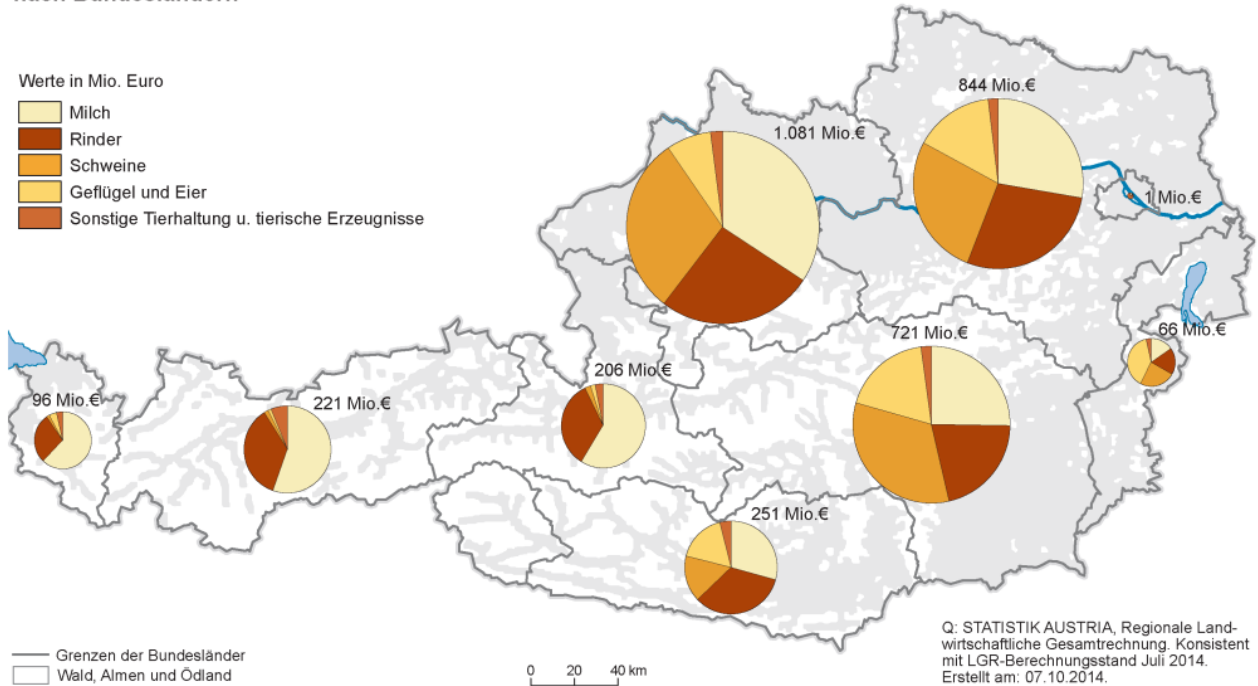 nach Bundesländern
Werte in Mio. Euro
Milch
Rinder
Schweine
Geflügel und Eier
Sonstige Tierhaltung u. tierische Erzeugnisse
844 Mio.€
1.081 Mio.€
1 Mio.€
66 Mio.€
721 Mio.€
206 Mio.€
96 Mio.€
221 Mio.€
251 Mio.€
Grenzen der Bundesländer
Wald, Almen und Ödland
0 20 40 km
Q: STATISTIK AUSTRIA, Regionale Land-
wirtschaftliche Gesamtrechnung. Konsistent
mit LGR-Berechnungsstand Juli 2014.
Erstellt am: 07.10.2014.